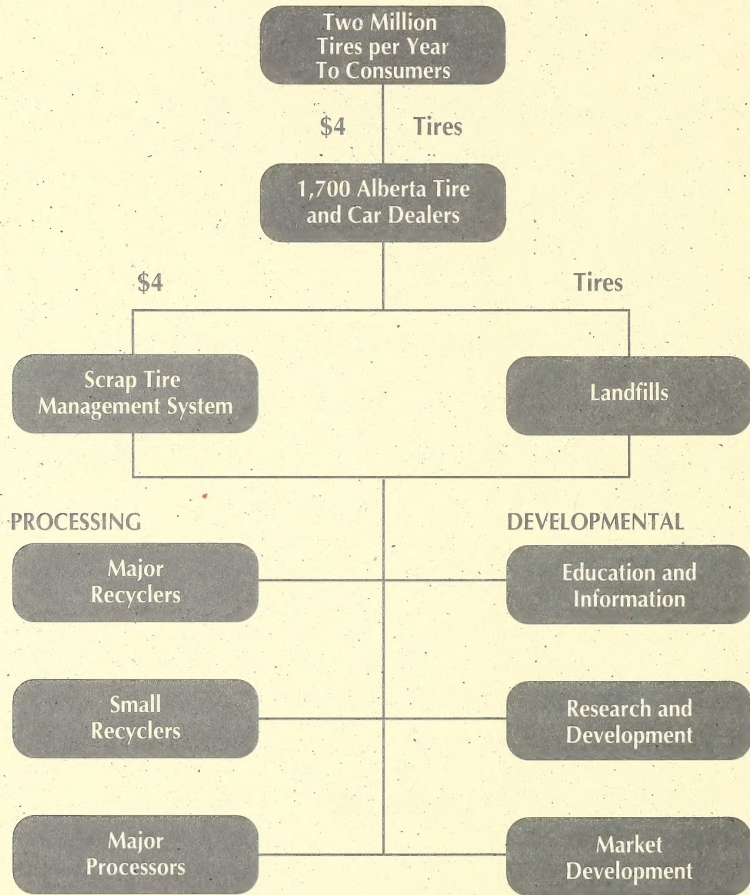 Two Million
Tires per Year
To Consumers
$4 Tires
1,700 Alberta Tire
and Car Dealers
$4 Tires
Scrap Tire
Management System
Landfills
PROCESSING
Major
Recyclers
Small
Recyclers
Major
Processors
DEVELOPMENTAL
Education and
Information
Research and
Development
Market
Development